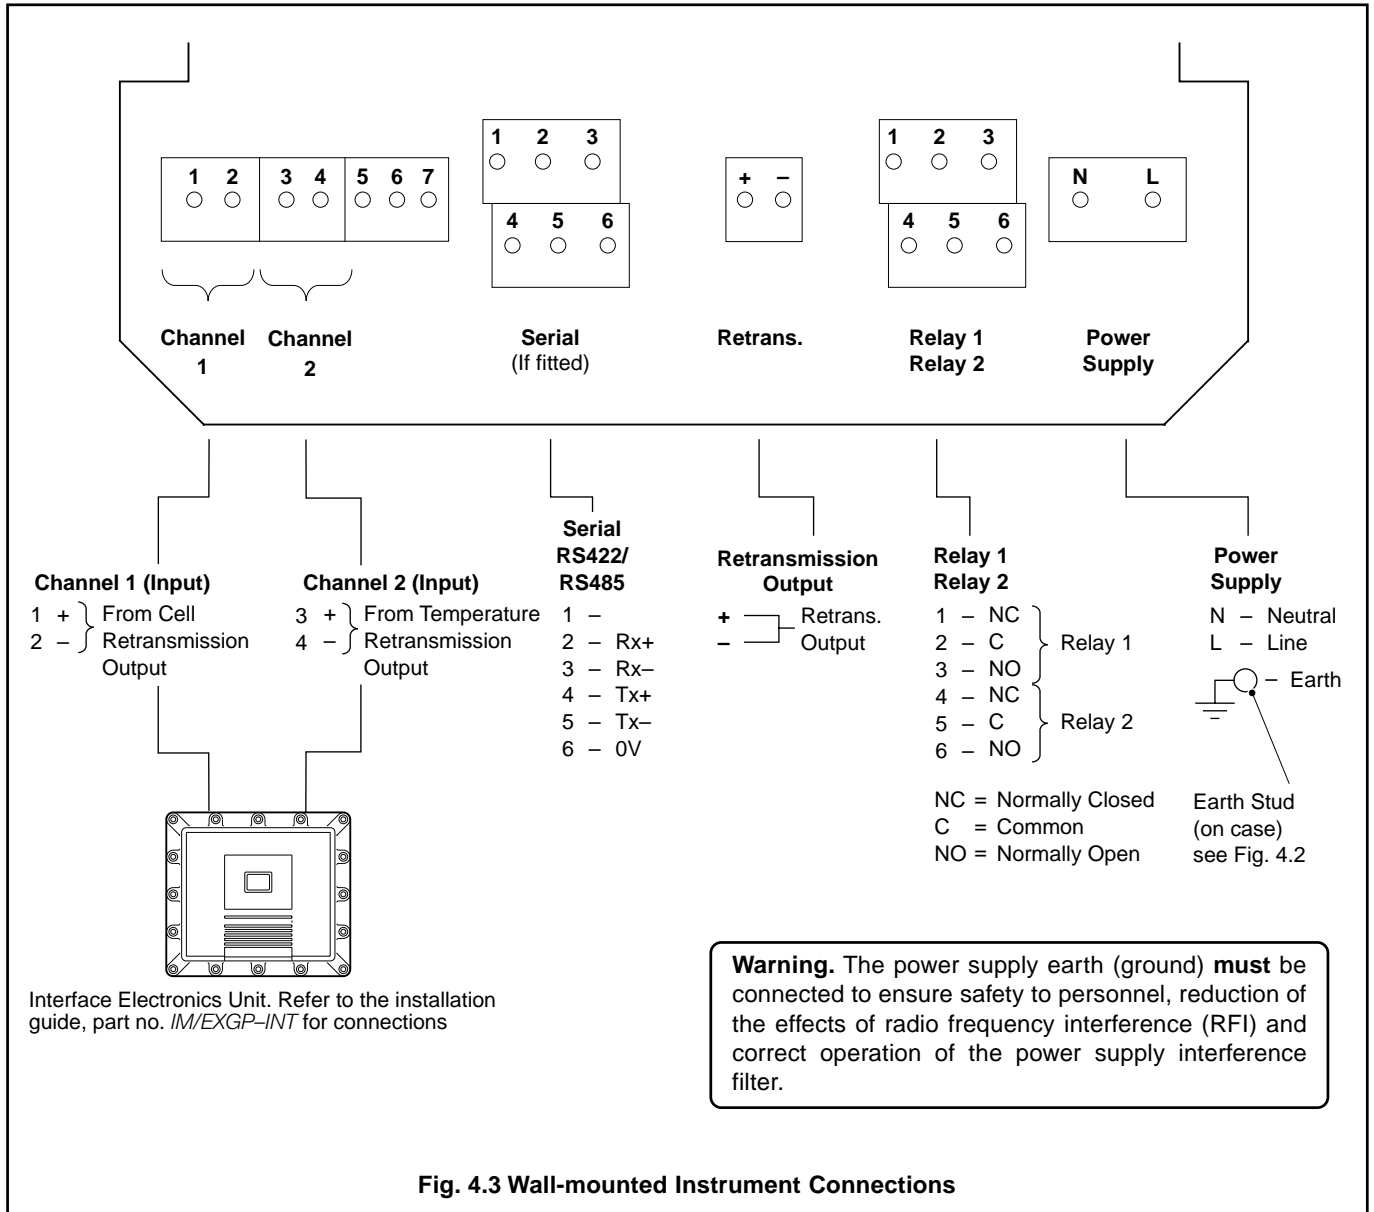 1 2 3 4 5 6 7
1 2 3
4 5 6
+ –
1 2 3
4 5 6
N L
Channel
1
Channel
2
Serial
(If fitted)
Retrans.
Relay 1
Relay 2
Power
Supply
Channel 1 (Input)
1 + From Cell
2 – Retransmission
Output
Channel 2 (Input)
3 + From Temperature
4 – Retransmission
Output
Serial
RS422/
RS485
1 –
2 – Rx+
3 – Rx–
4 – Tx+
5 – Tx–
6 – 0V
Retransmission
Output
+ Retrans.
– Output
Relay 1
Relay 2
1 – NC
2 – C Relay 1
3 – NO
4 – NC
5 – C Relay 2
6 – NO
NC = Normally Closed
C = Common
NO = Normally Open
Power
Supply
N – Neutral
L – Line
– Earth
Earth Stud
(on case)
see Fig. 4.2
Interface Electronics Unit. Refer to the installation
guide, part no. IM/EXGP–INT for connections
Warning. The power supply earth (ground) must be
connected to ensure safety to personnel, reduction of
the effects of radio frequency interference (RFI) and
correct operation of the power supply interference
filter.
Fig. 4.3 Wall-mounted Instrument Connections